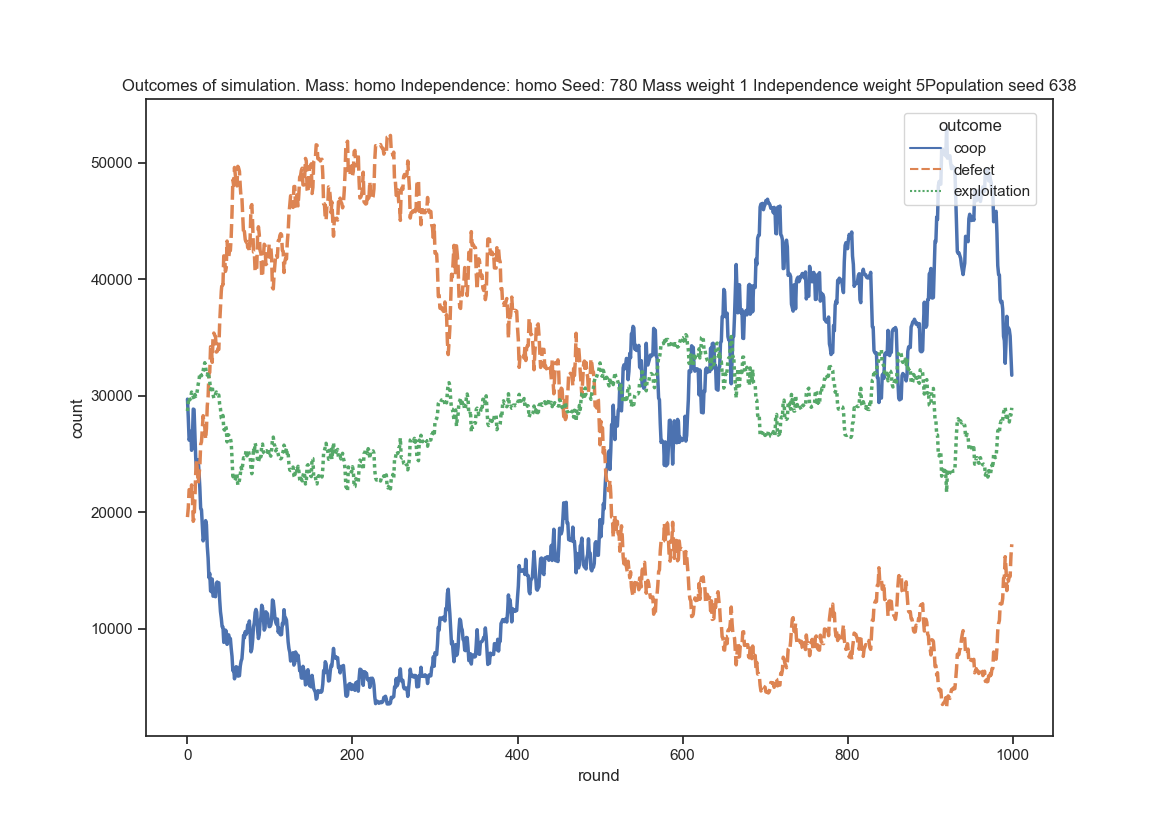 Outcomes of simulation. Mass: homo Independence: homo Seed: 780 Mass weight 1 Independence weight 5Population seed 638
outcome
coop
defect
exploitation
50000
40000
30000
20000
10000
count
0 200 400 600 800 1000
round